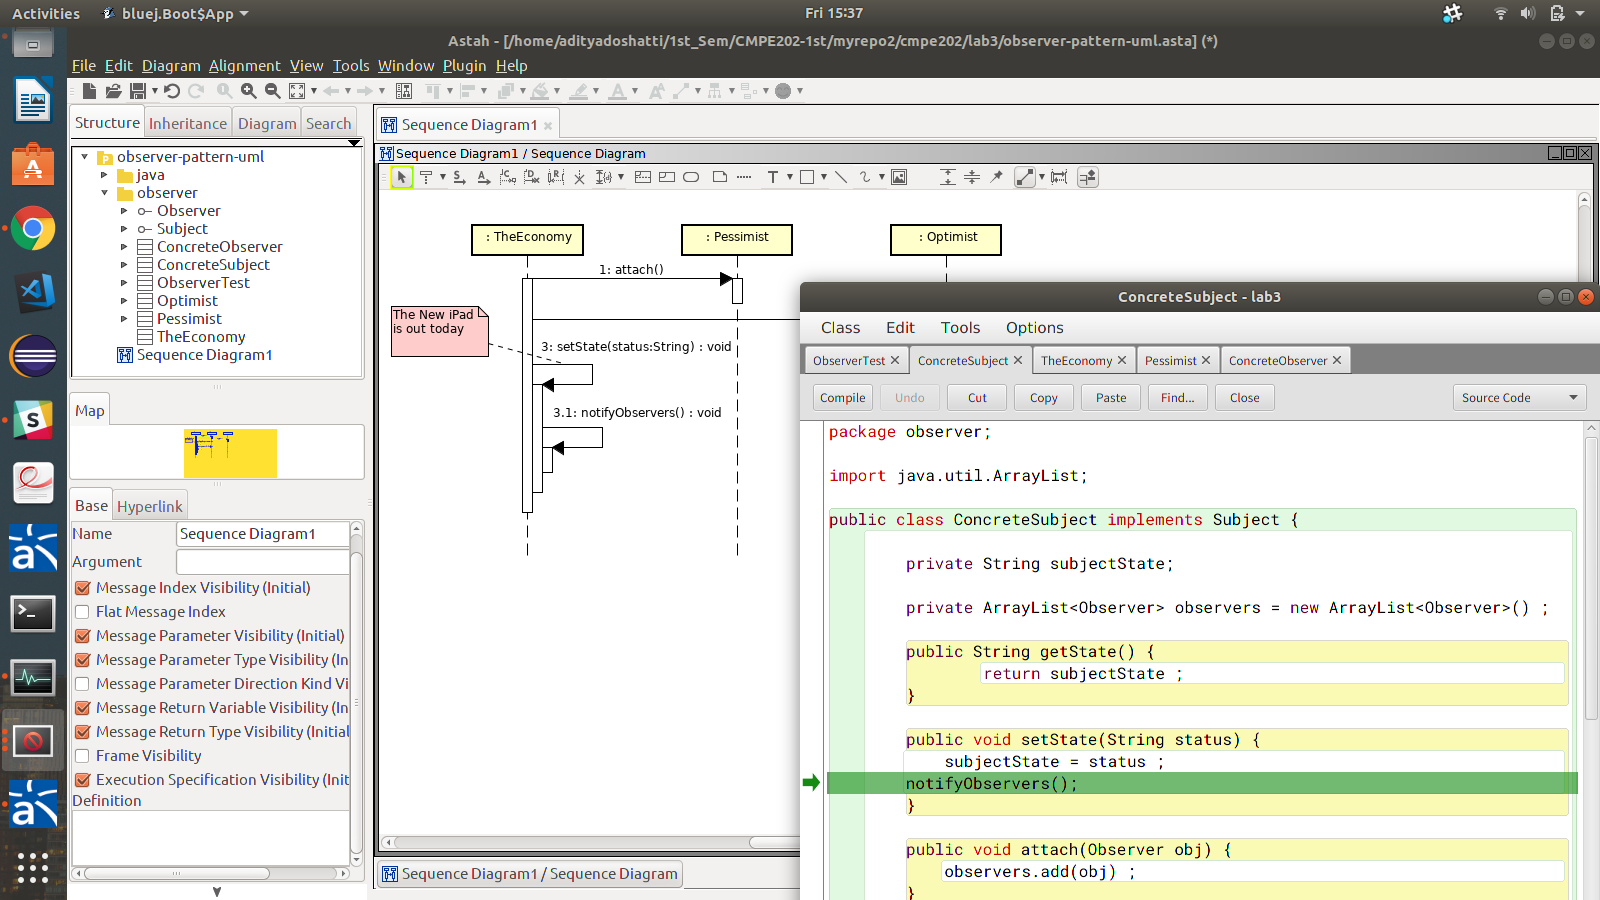 Activities
bluej.Boot$App
Fri 15:37
Astah - [/home/adityadoshatti/1st_Sem/CMPE202-1st/myrepo2/cmpe202/lab3/observer-pattern-uml.asta] (*)
File Edit Diagram Alignment View Tools Window Plugin Help
Structure Inheritance Diagram Search
observer-pattern-uml
java
observer
Observer
Subject
ConcreteObserver
ConcreteSubject
ObserverTest
Optimist
Pessimist
TheEconomy
Sequence Diagram1
Map
Base Hyperlink
Name Sequence Diagram1
Argument
Message Index Visibility (Initial)
Flat Message Index
Message Parameter Visibility (Initial)
Message Parameter Type Visibility (In
Message Parameter Direction Kind Vi
Message Return Variable Visibility (In
Message Return Type Visibility (Initial
Frame Visibility
Execution Specification Visibility (Init
Definition
Sequence Diagram1
Sequence Diagram1 / Sequence Diagram
: TheEconomy
: Pessimist
: Optimist
1: attach()
The New iPad
is out today
3: setState(status:String) : void
3.1: notifyObservers() : void
Sequence Diagram1 / Sequence Diagram
ConcreteSubject - lab3
Class Edit Tools Options
ObserverTest ConcreteSubject TheEconomy Pessimist ConcreteObserver
Compile Undo Cut Copy Paste Find... Close Source Code
package observer;
import java.util.ArrayList;
public class ConcreteSubject implements Subject {
private String subjectState;
private ArrayList<Observer> observers = new ArrayList<Observer>() ;
public String getState() {
return subjectState ;
}
public void setState(String status) {
subjectState = status ;
notifyObservers();
}
public void attach(Observer obj) {
observers.add(obj) ;
}